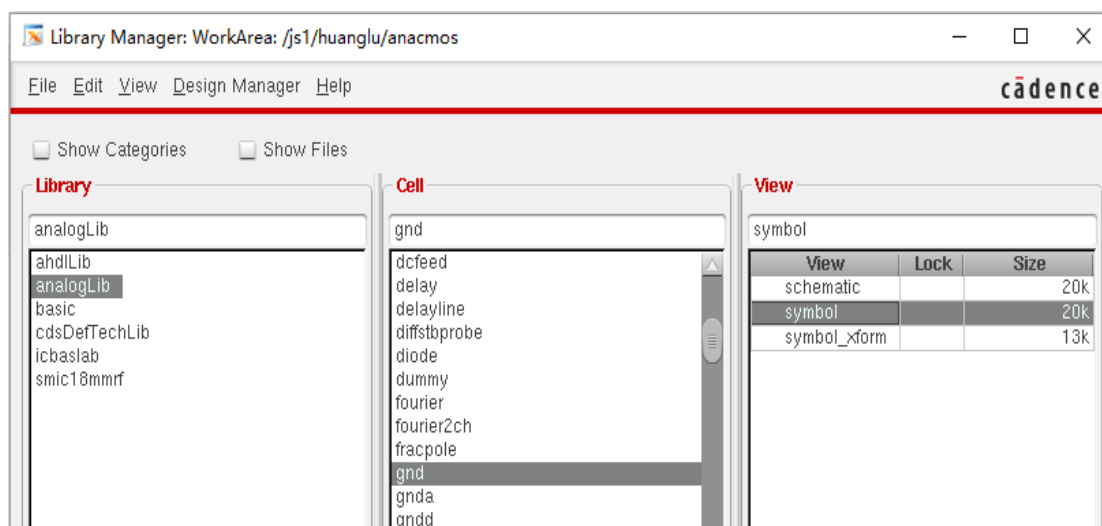 Library Manager: WorkArea: /js1/huanglu/anacmos
File Edit View Design Manager Help
cādence
Show Categories Show Files
Library
analogLib
ahdlLib
analogLib
basic
cdsDefTechLib
icbaslab
smic18mmrf
Cell
gnd
dcfeed
delay
delayline
diffstbprobe
diode
dummy
fourier
fourier2ch
fracpole
gnd
gnda
gndd
View
symbol
View Lock Size
schematic 20k
symbol 20k
symbol_xform 13k